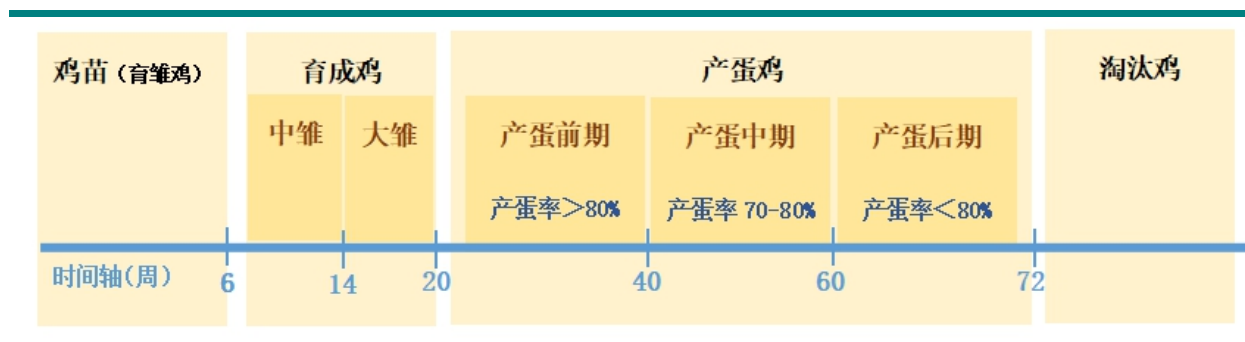 鸡苗（育雏鸡）
育成鸡
产蛋鸡
淘汰鸡
中雏
大雏
产蛋前期
产蛋中期
产蛋后期
产蛋率＞80%
产蛋率 70-80%
产蛋率＜80%
时间轴（周）
6
14
20
40
60
72